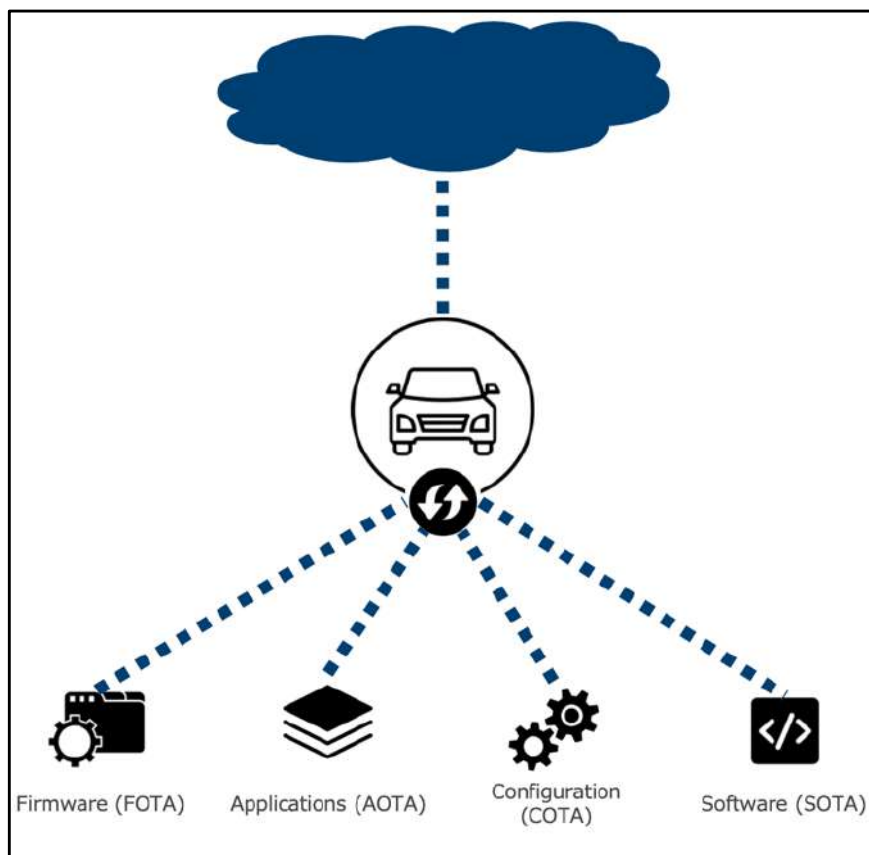 Firmware (FOTA)
Applications (AOTA)
Configuration
(COTA)
Software (SOTA)